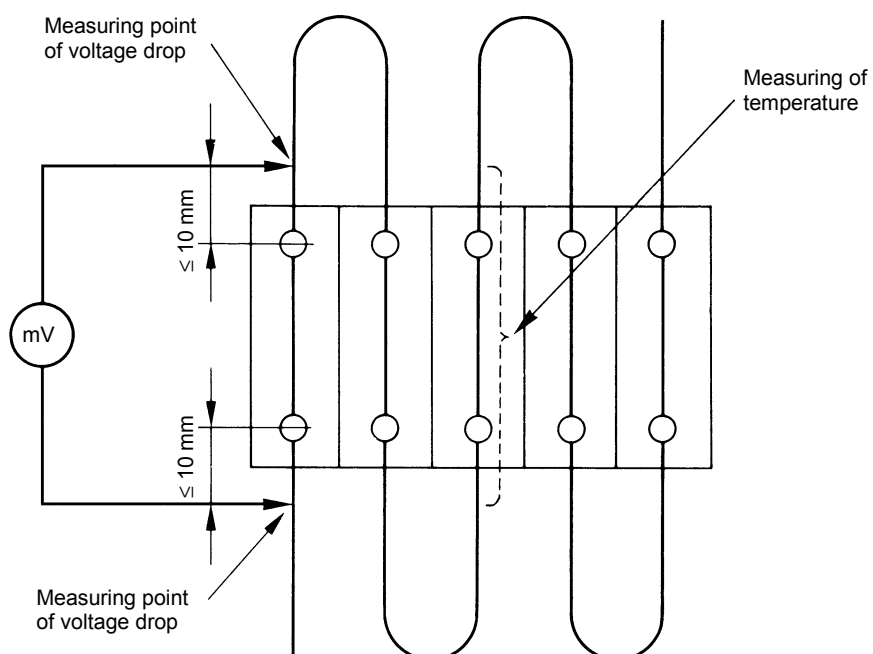 Measuring point
of voltage drop
Measuring of
temperature
≤ 10 mm
mV
≤ 10 mm
Measuring point
of voltage drop